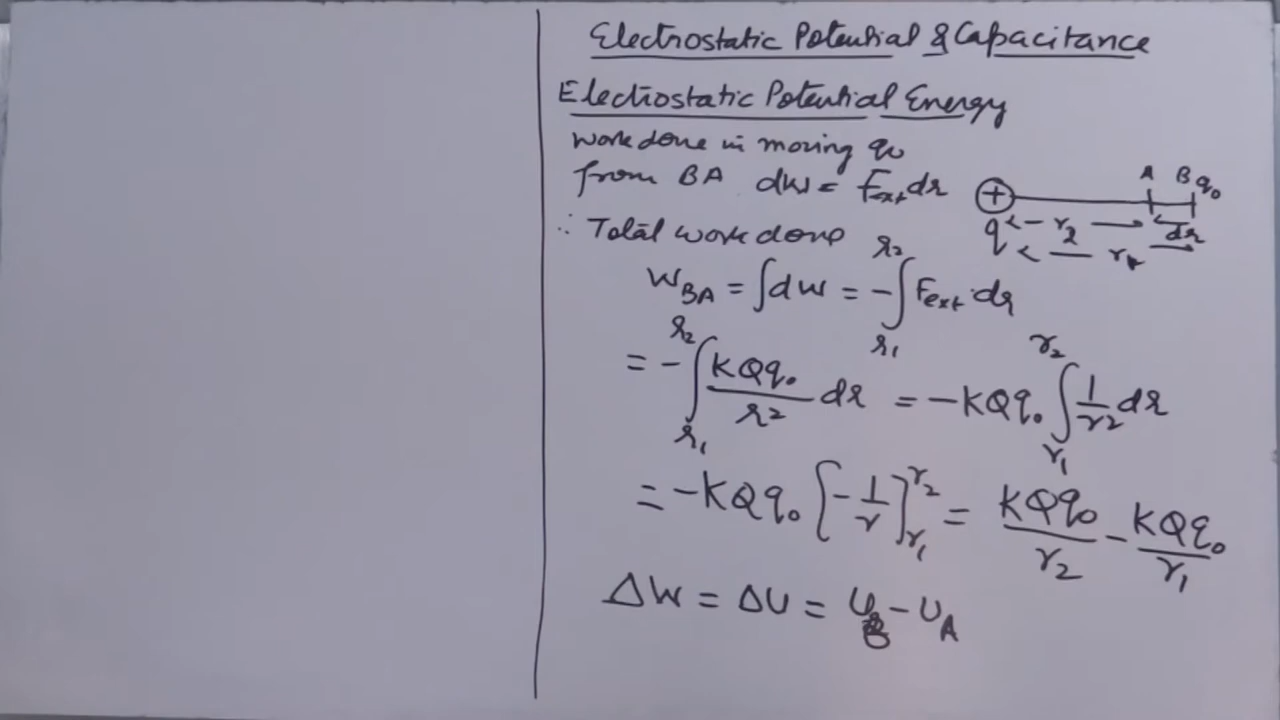 Electrostatic Potential & Capacitance
Electrostatic Potential Energy
work done in moving q₀
from BA dW = F_ext dr
∴ Total work done
W_BA = ∫dW = -∫_{r₁}^{r₂} F_ext · dr
= -∫_{r₁}^{r₂} KQq₀/r² dr = -KQq₀ ∫_{r₁}^{r₂} 1/r² dr
= -KQq₀ [-1/r]_{r₁}^{r₂} = KQq₀/r₂ - KQq₀/r₁
ΔW = ΔU = U_B - U_A
A B q₀
+
q r₂ dr
r₁